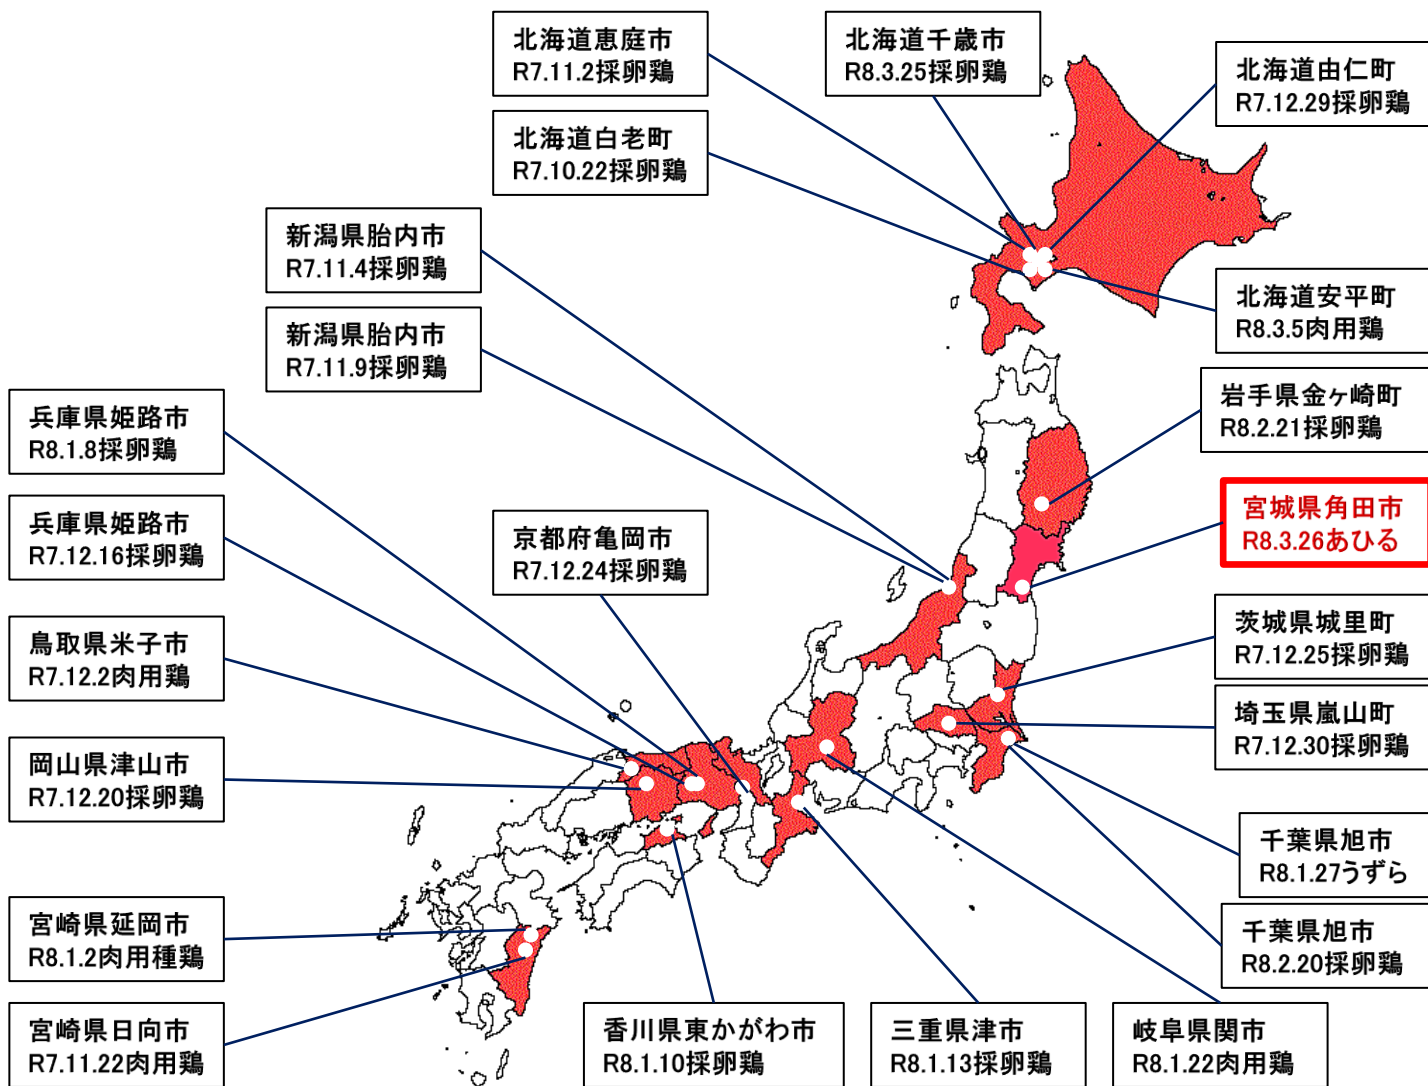 北海道恵庭市
R7.11.2採卵鶏
北海道千歳市
R8.3.25採卵鶏
北海道由仁町
R7.12.29採卵鶏
北海道白老町
R7.10.22採卵鶏
新潟県胎内市
R7.11.4採卵鶏
北海道安平町
R8.3.5肉用鶏
新潟県胎内市
R7.11.9採卵鶏
岩手県金ヶ崎町
R8.2.21採卵鶏
兵庫県姫路市
R8.1.8採卵鶏
宮城県角田市
R8.3.26あひる
兵庫県姫路市
R7.12.16採卵鶏
京都府亀岡市
R7.12.24採卵鶏
鳥取県米子市
R7.12.2肉用鶏
茨城県城里町
R7.12.25採卵鶏
埼玉県嵐山町
R7.12.30採卵鶏
岡山県津山市
R7.12.20採卵鶏
千葉県旭市
R8.1.27うずら
宮崎県延岡市
R8.1.2肉用種鶏
千葉県旭市
R8.2.20採卵鶏
宮崎県日向市
R7.11.22肉用鶏
香川県東かがわ市
R8.1.10採卵鶏
三重県津市
R8.1.13採卵鶏
岐阜県関市
R8.1.22肉用鶏